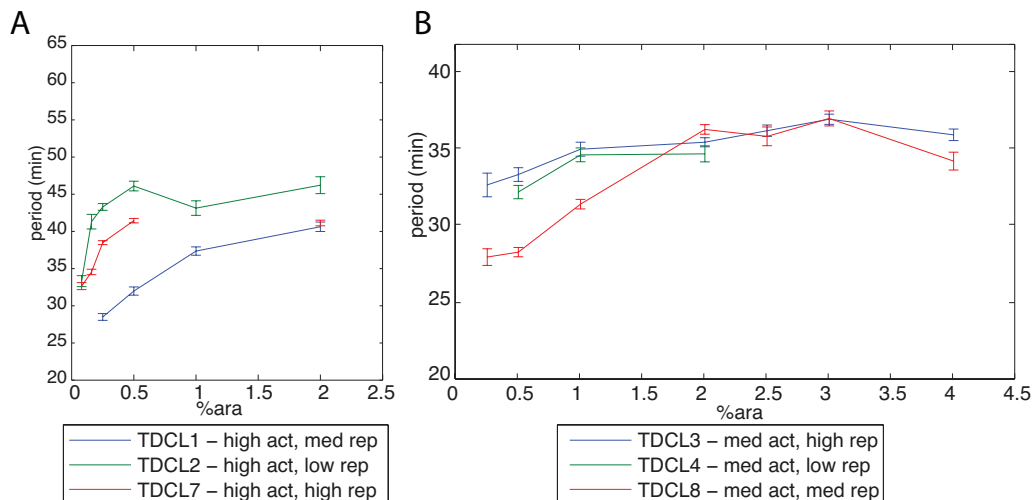 A
65
60
55
50
45
40
35
30
25
20
period (min)
0
0.5
1
1.5
2
2.5
%ara
TDCL1 – high act, med rep
TDCL2 – high act, low rep
TDCL7 – high act, high rep
B
40
35
30
25
20
period (min)
0
0.5
1
1.5
2
2.5
3
3.5
4
4.5
%ara
TDCL3 – med act, high rep
TDCL4 – med act, low rep
TDCL8 – med act, med rep